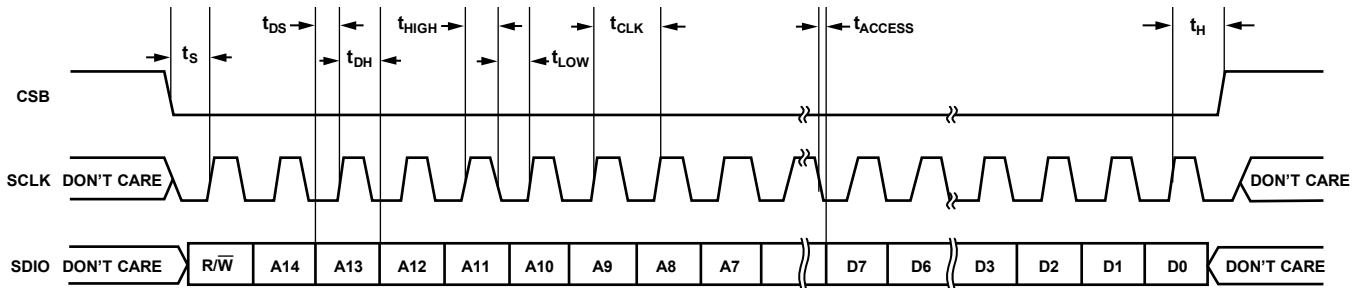 tDS
tHIGH
tCLK
tACCESS
tH
tS
tDH
tLOW
CSB
SCLK DON'T CARE DON'T CARE
SDIO DON'T CARE R/W̅ A14 A13 A12 A11 A10 A9 A8 A7 D7 D6 D3 D2 D1 D0 DON'T CARE